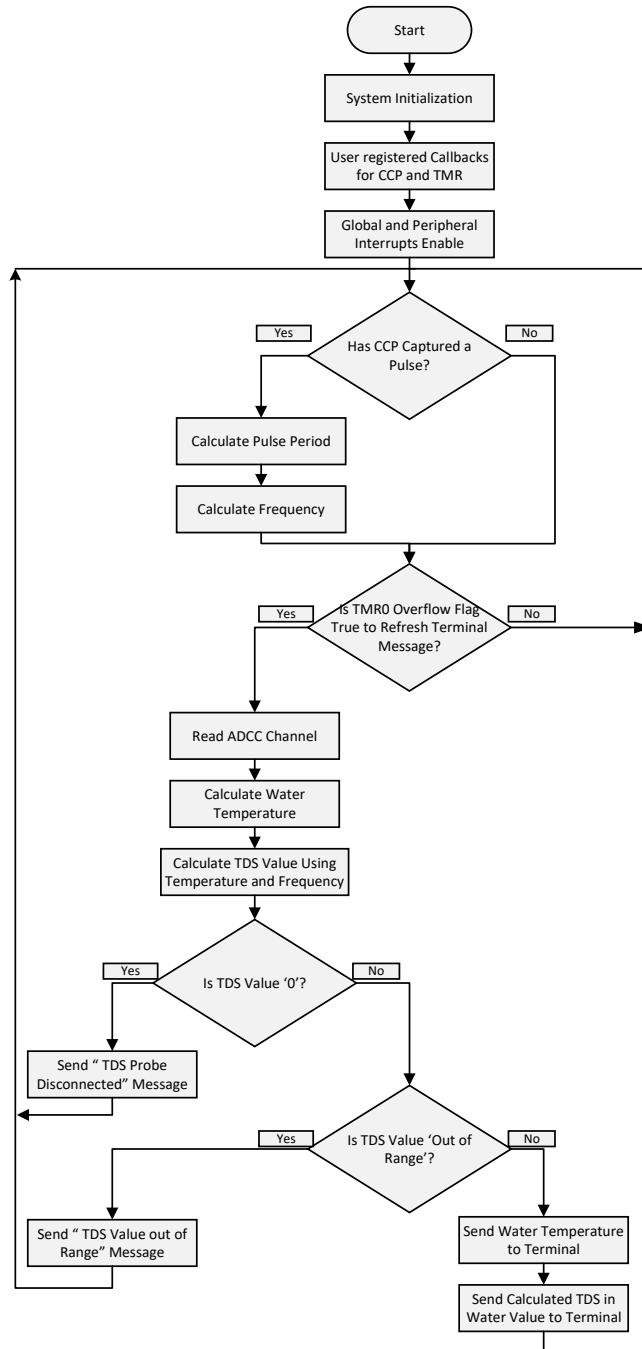 Start
System Initialization
User registered Callbacks
for CCP and TMR
Global and Peripheral
Interrupts Enable
Yes
No
Has CCP Captured a
Pulse?
Calculate Pulse Period
Calculate Frequency
Is TMR0 Overflow Flag
True to Refresh Terminal
Message?
Yes
No
Read ADCC Channel
Calculate Water
Temperature
Calculate TDS Value Using
Temperature and Frequency
Yes
No
Is TDS Value ‘0’?
Send “ TDS Probe
Disconnected” Message
Yes
No
Is TDS Value ‘Out of
Range’?
Send “ TDS Value out of
Range” Message
Send Water Temperature
to Terminal
Send Calculated TDS in
Water Value to Terminal